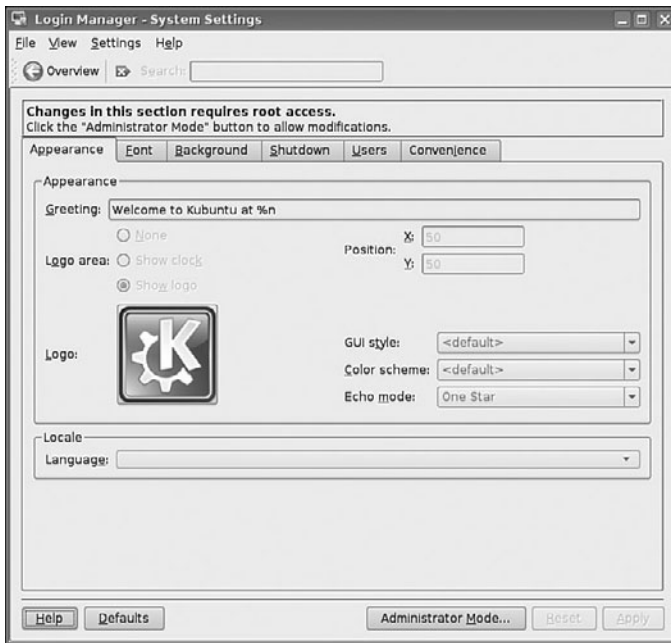 Login Manager - System Settings
File View Settings Help
Overview Search:
Changes in this section requires root access.
Click the "Administrator Mode" button to allow modifications.
Appearance Font Background Shutdown Users Convenience
Appearance
Greeting: Welcome to Kubuntu at %n
None
Logo area: Show clock
Show logo
Position:
X: 50
Y: 50
Logo:
K
GUI style: <default>
Color scheme: <default>
Echo mode: One Star
Locale
Language:
Help Defaults Administrator Mode... Reset Apply